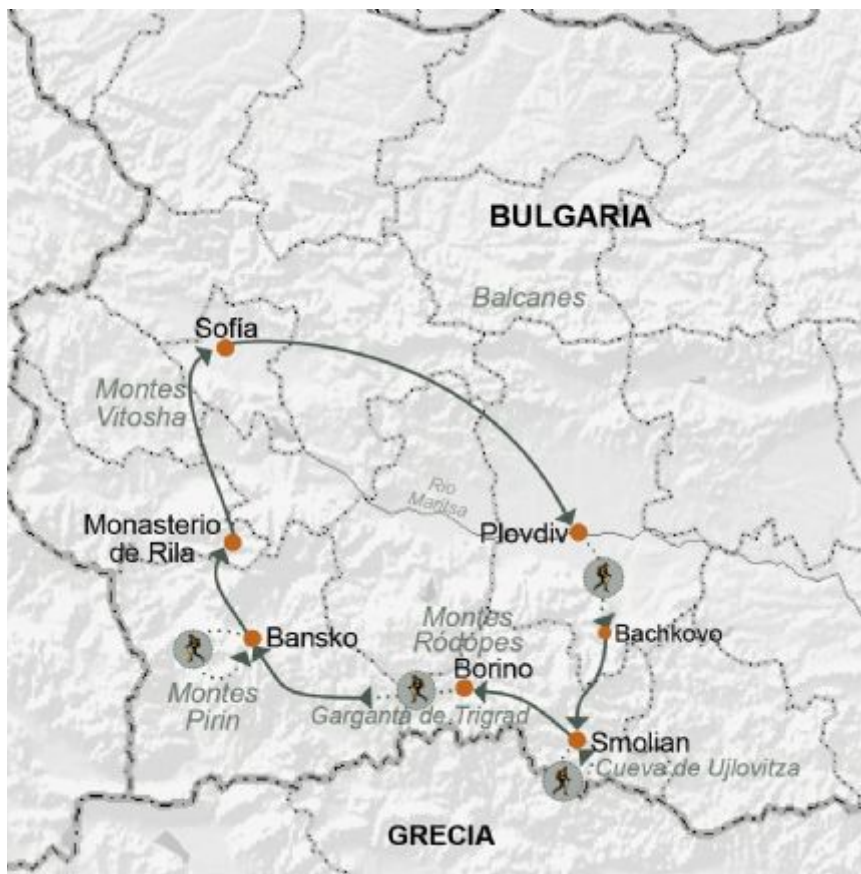 BULGARIA
Balcanes
Sofía
Montes
Vitosha
Rio
Maritsa
Monasterio
de Rila
Plovdiv
Bansko
Montes
Ródopes
Bachkovo
Borino
Montes
Pirin
Garganta de Trigrad
Smolian
Cueva de Ujlovitza
GRECIA